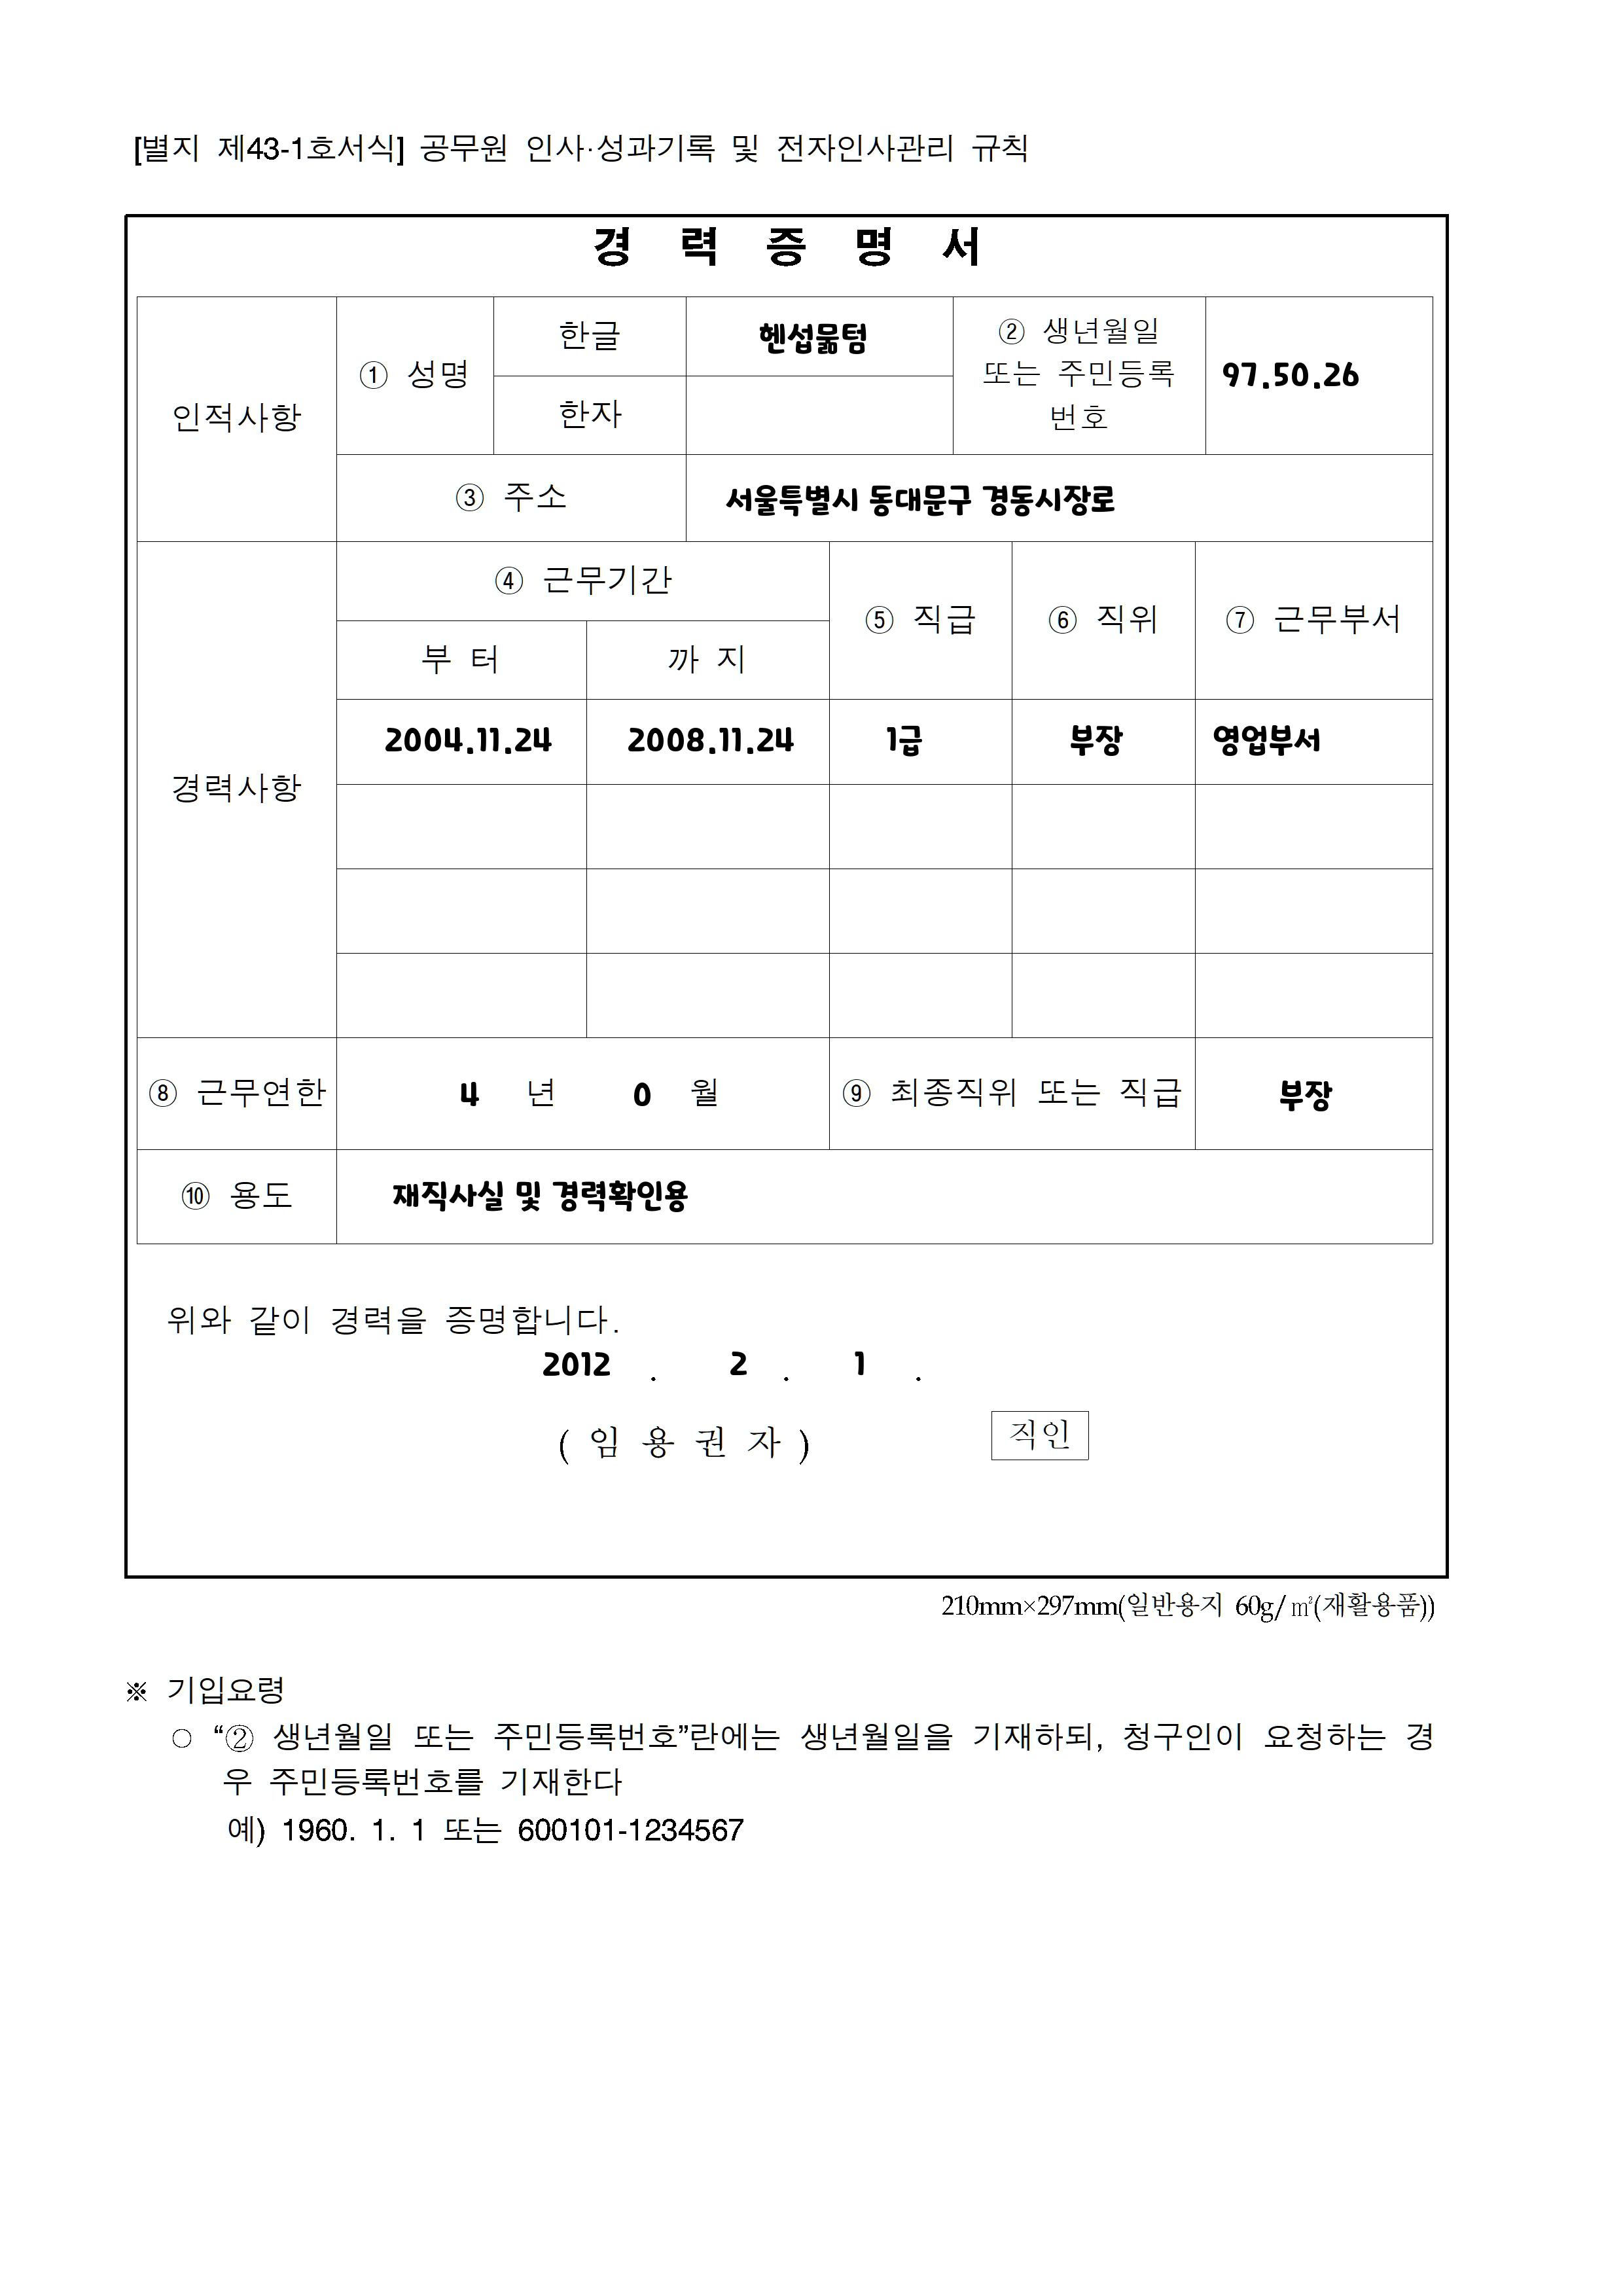 [별지 제43-1호서식] 공무원 인사·성과기록 및 전자인사관리 규칙
경 력 증 명 서
인적사항
① 성명
한글
헨섭뮯텀
② 생년월일
또는 주민등록
번호
97.50.26
한자
③ 주소
서울특별시 동대문구 경동시장로
경력사항
④ 근무기간
⑤ 직급
⑥ 직위
⑦ 근무부서
부 터
까 지
2004.11.24
2008.11.24
1급
부장
영업부서
⑧ 근무연한
4 년 0 월
⑨ 최종직위 또는 직급
부장
⑩ 용도
재직사실 및 경력확인용
위와 같이 경력을 증명합니다.
2012 . 2 . 1 .
( 임 용 권 자 )
직인
210mm×297mm(일반용지 60g/㎡(재활용품))
※ 기입요령
○ “② 생년월일 또는 주민등록번호”란에는 생년월일을 기재하되, 청구인이 요청하는 경
우 주민등록번호를 기재한다
예) 1960. 1. 1 또는 600101-1234567